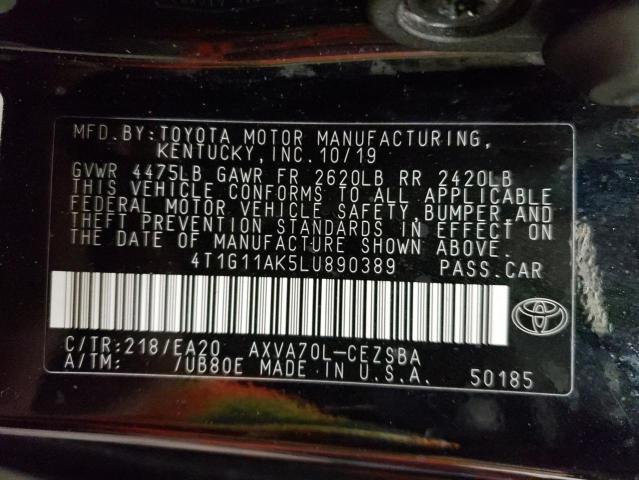 MFD.BY:TOYOTA MOTOR MANUFACTURING,
KENTUCKY,INC.10/19
GVWR 4475LB GAWR FR 2620LB RR 2420LB
THIS VEHICLE CONFORMS TO ALL APPLICABLE
FEDERAL MOTOR VEHICLE SAFETY,BUMPER,AND
THEFT PREVENTION STANDARDS IN EFFECT ON
THE DATE OF MANUFACTURE SHOWN ABOVE.
4T1G11AK5LU890389 PASS.CAR
C/TR:218/EA20 AXVA70L-CEZSBA
A/TM: /UB80E MADE IN U.S.A. 50185